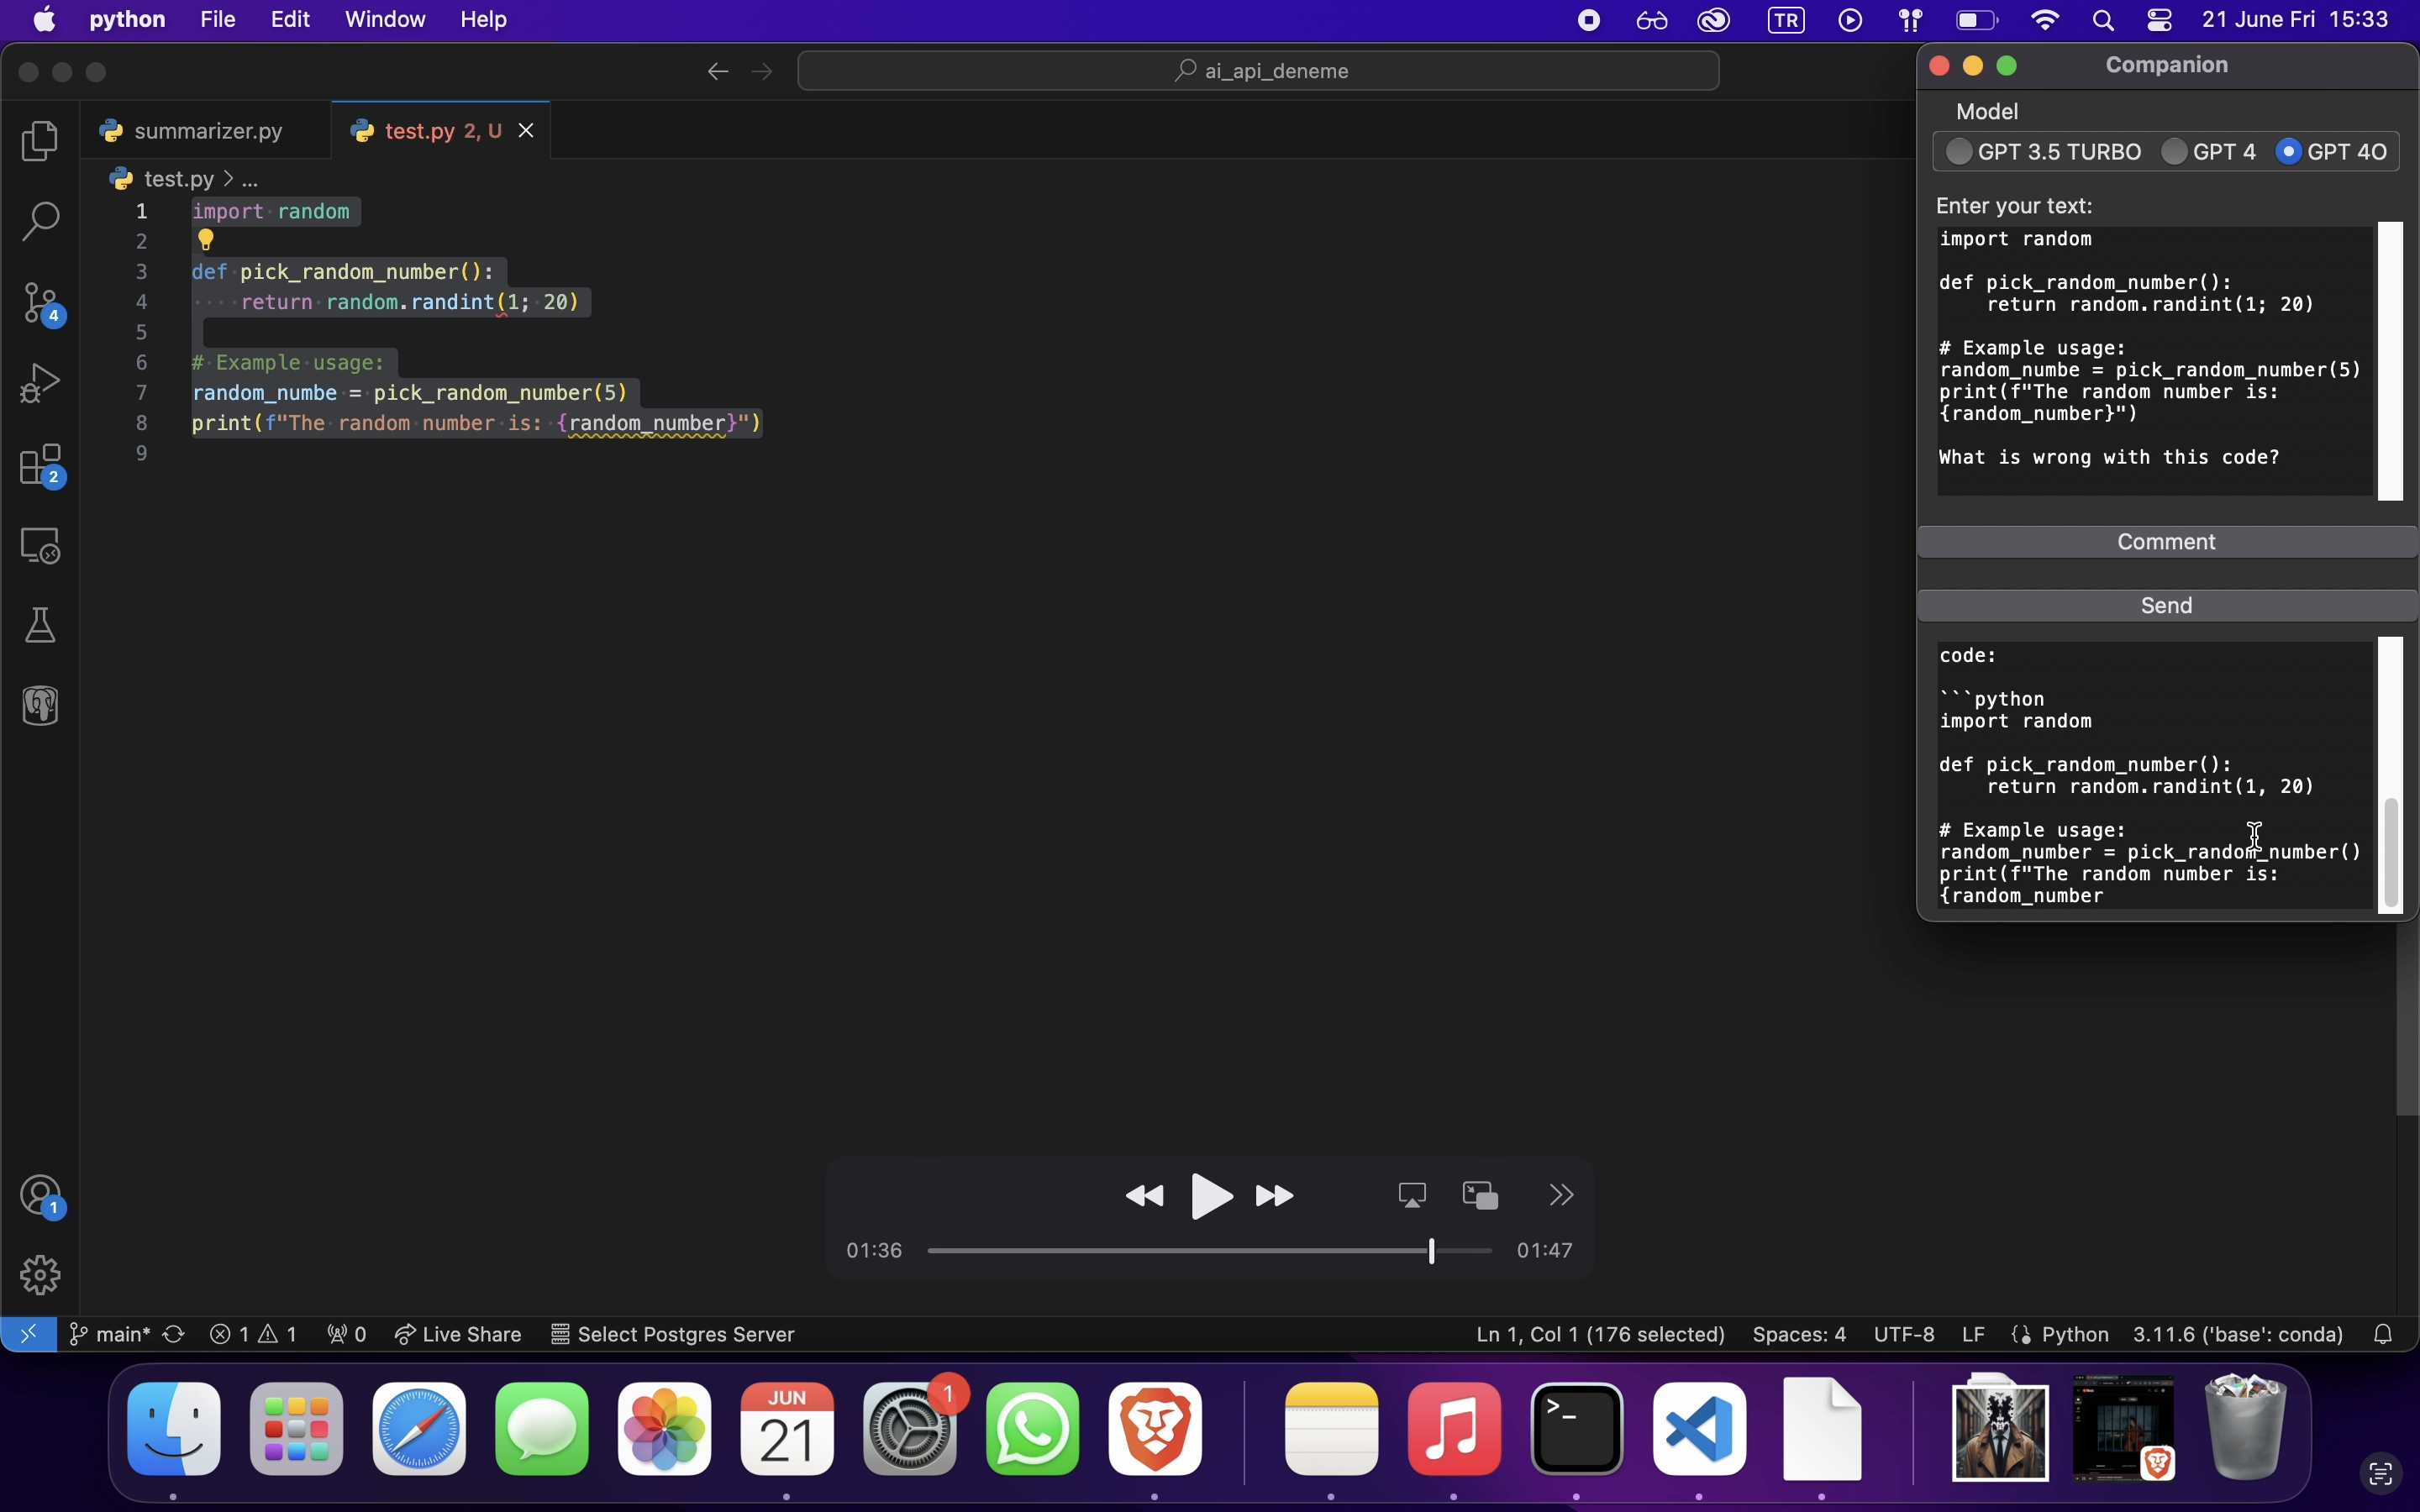 python File Edit Window Help TR 21 June Fri 15:33
ai_api_deneme
summarizer.py test.py 2, U
test.py > ...
1 import random
2
3 def pick_random_number():
4 ····return random.randint(1; 20)
5
6 # Example usage:
7 random_numbe = pick_random_number(5)
8 print(f"The random number is: {random_number}")
9
4
2
1
01:36 01:47
main* 1 1 0 Live Share Select Postgres Server Ln 1, Col 1 (176 selected) Spaces: 4 UTF-8 LF Python 3.11.6 ('base': conda)
Companion
Model
GPT 3.5 TURBO GPT 4 GPT 4O
Enter your text:
import random
def pick_random_number():
return random.randint(1; 20)
# Example usage:
random_numbe = pick_random_number(5)
print(f"The random number is:
{random_number}")
What is wrong with this code?
Comment
Send
code:
```python
import random
def pick_random_number():
return random.randint(1, 20)
# Example usage:
random_number = pick_random_number()
print(f"The random number is:
{random_number
JUN
21
1
>_